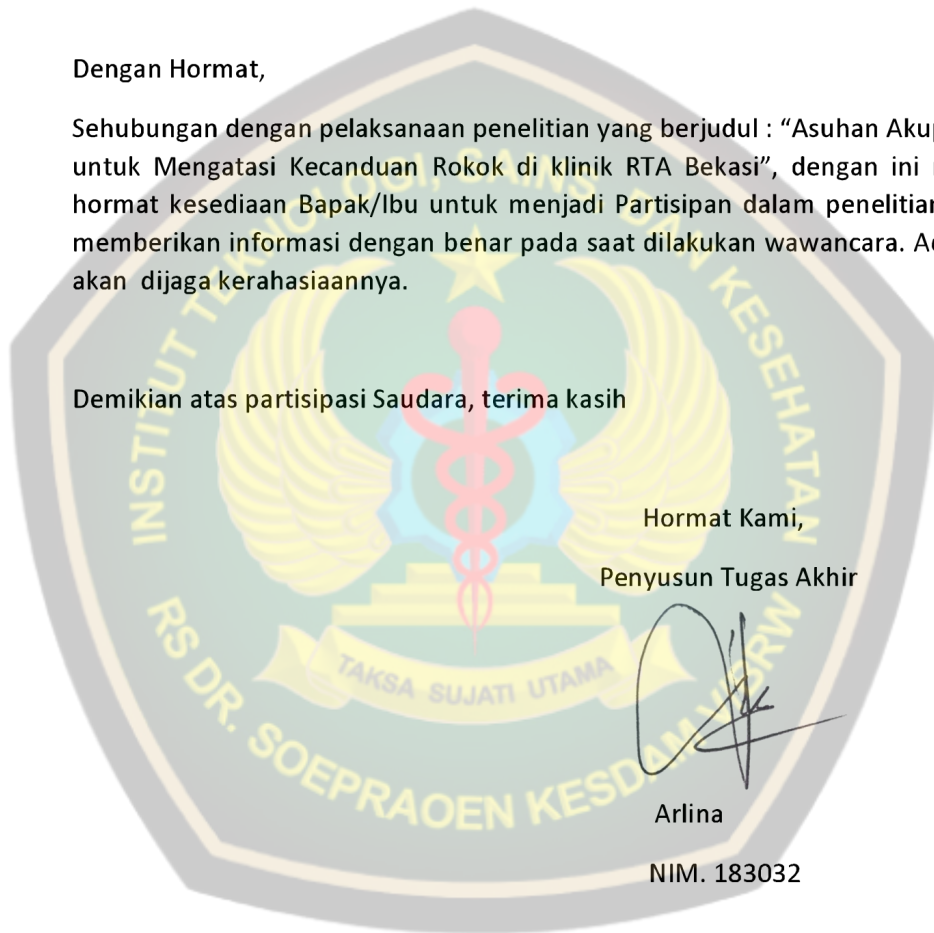 Dengan Hormat,
Sehubungan dengan pelaksanaan penelitian yang berjudul : “Asuhan
untuk Mengatasi Kecanduan Rokok di klinik RTA Bekasi”, dengan ini
hormat kesediaan Bapak/Ibu untuk menjadi Partisipan dalam penelitian
memberikan informasi dengan benar pada saat dilakukan wawancara.
akan dijaga kerahasiaannya.
Demikian atas partisipasi Saudara, terima kasih
Hormat Kami,
Penyusun Tugas Akhir
Arlina
NIM. 183032
INSTITUT TEKNOLOGI, SAINS, DAN KESEHATAN
RS DR. SOEPRAOEN KESDAM V/BRW
TAKSA SUJATI UTAMA